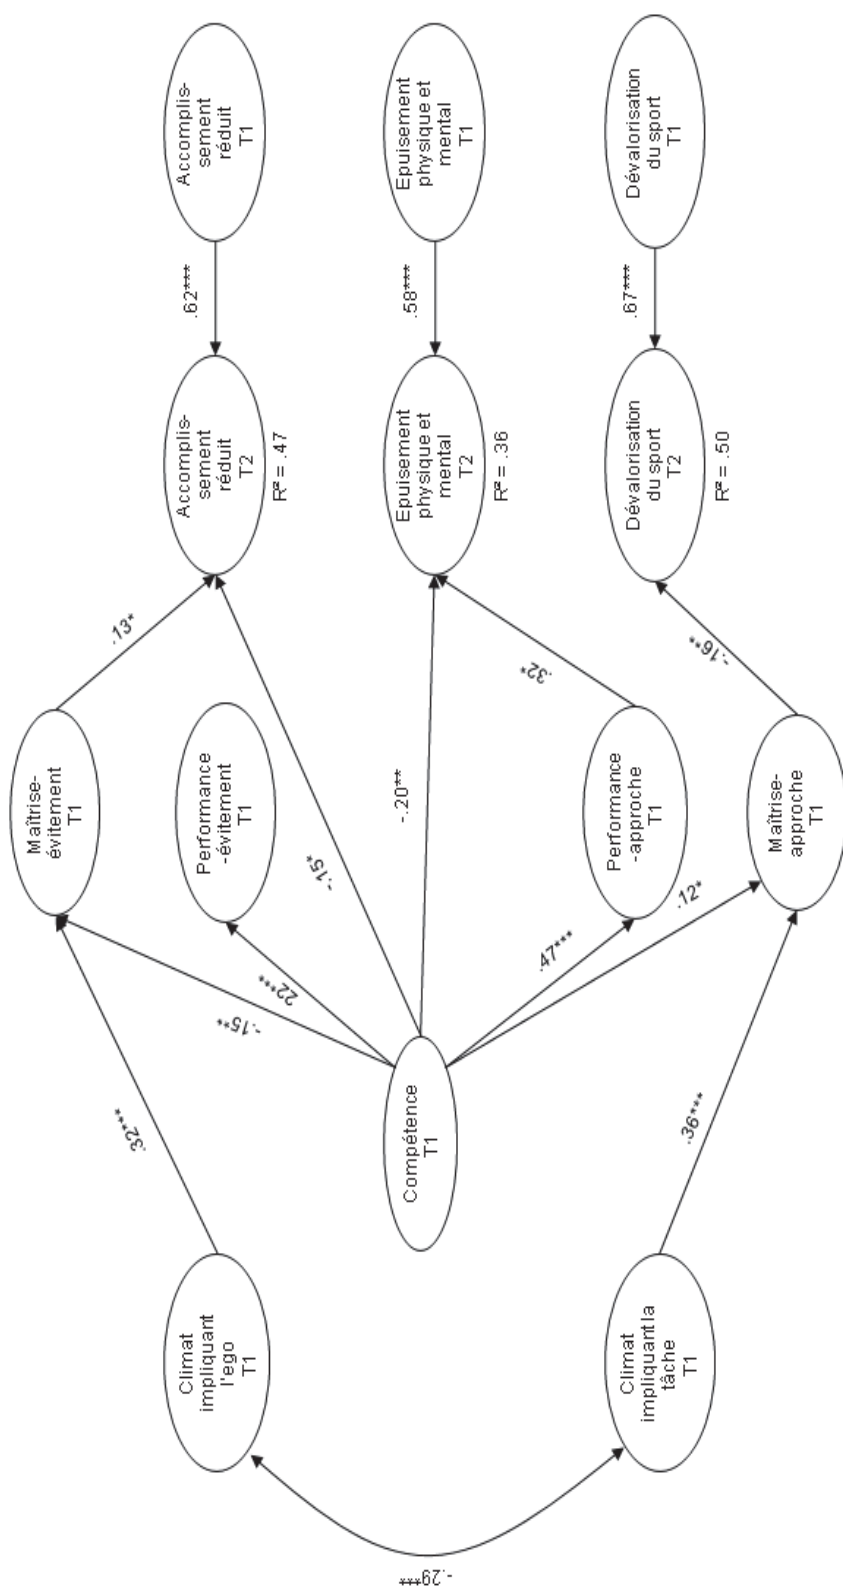 Climat
impliquant
l'ego
T1
Climat
impliquant la
tâche
T1
-.29***
.32***
.36***
Compétence
T1
-.15**
.22***
-.15*
-.20**
.47***
.12*
Maîtrise-
évitement
T1
Performance
-évitement
T1
Performance
-approche
T1
Maîtrise-
approche
T1
.13*
.32*
-.16**
Accomplis-
sement
réduit
T2
R² = .47
Epuisement
physique et
mental
T2
R² = .36
Dévalorisation
du sport
T2
R² = .50
.62***
.58***
.67***
Accomplis-
sement
réduit
T1
Epuisement
physique et
mental
T1
Dévalorisation
du sport
T1